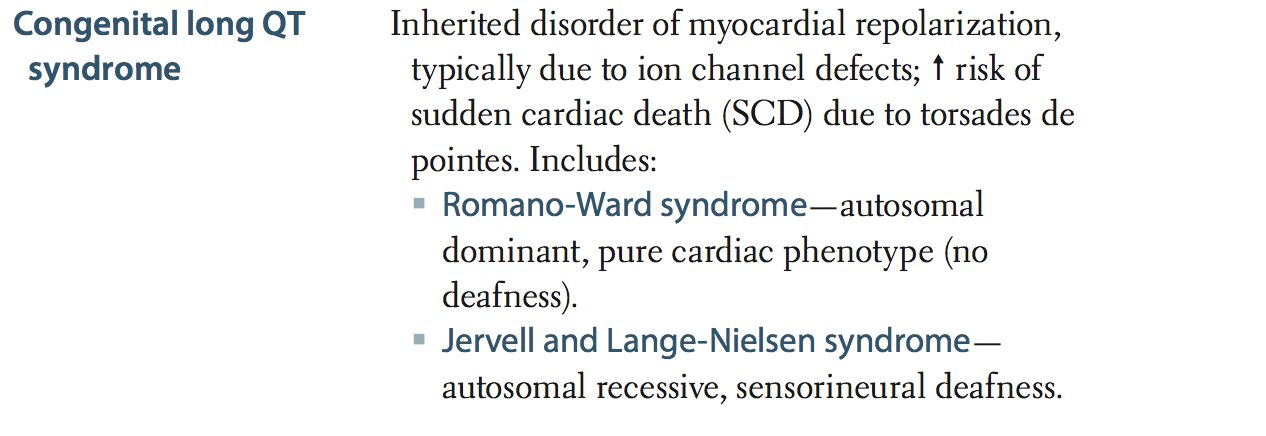 Congenital long QT
syndrome
Inherited disorder of myocardial repolarization,
typically due to ion channel defects; ↑ risk of
sudden cardiac death (SCD) due to torsades de
pointes. Includes:
▪ Romano-Ward syndrome—autosomal
dominant, pure cardiac phenotype (no
deafness).
▪ Jervell and Lange-Nielsen syndrome—
autosomal recessive, sensorineural deafness.